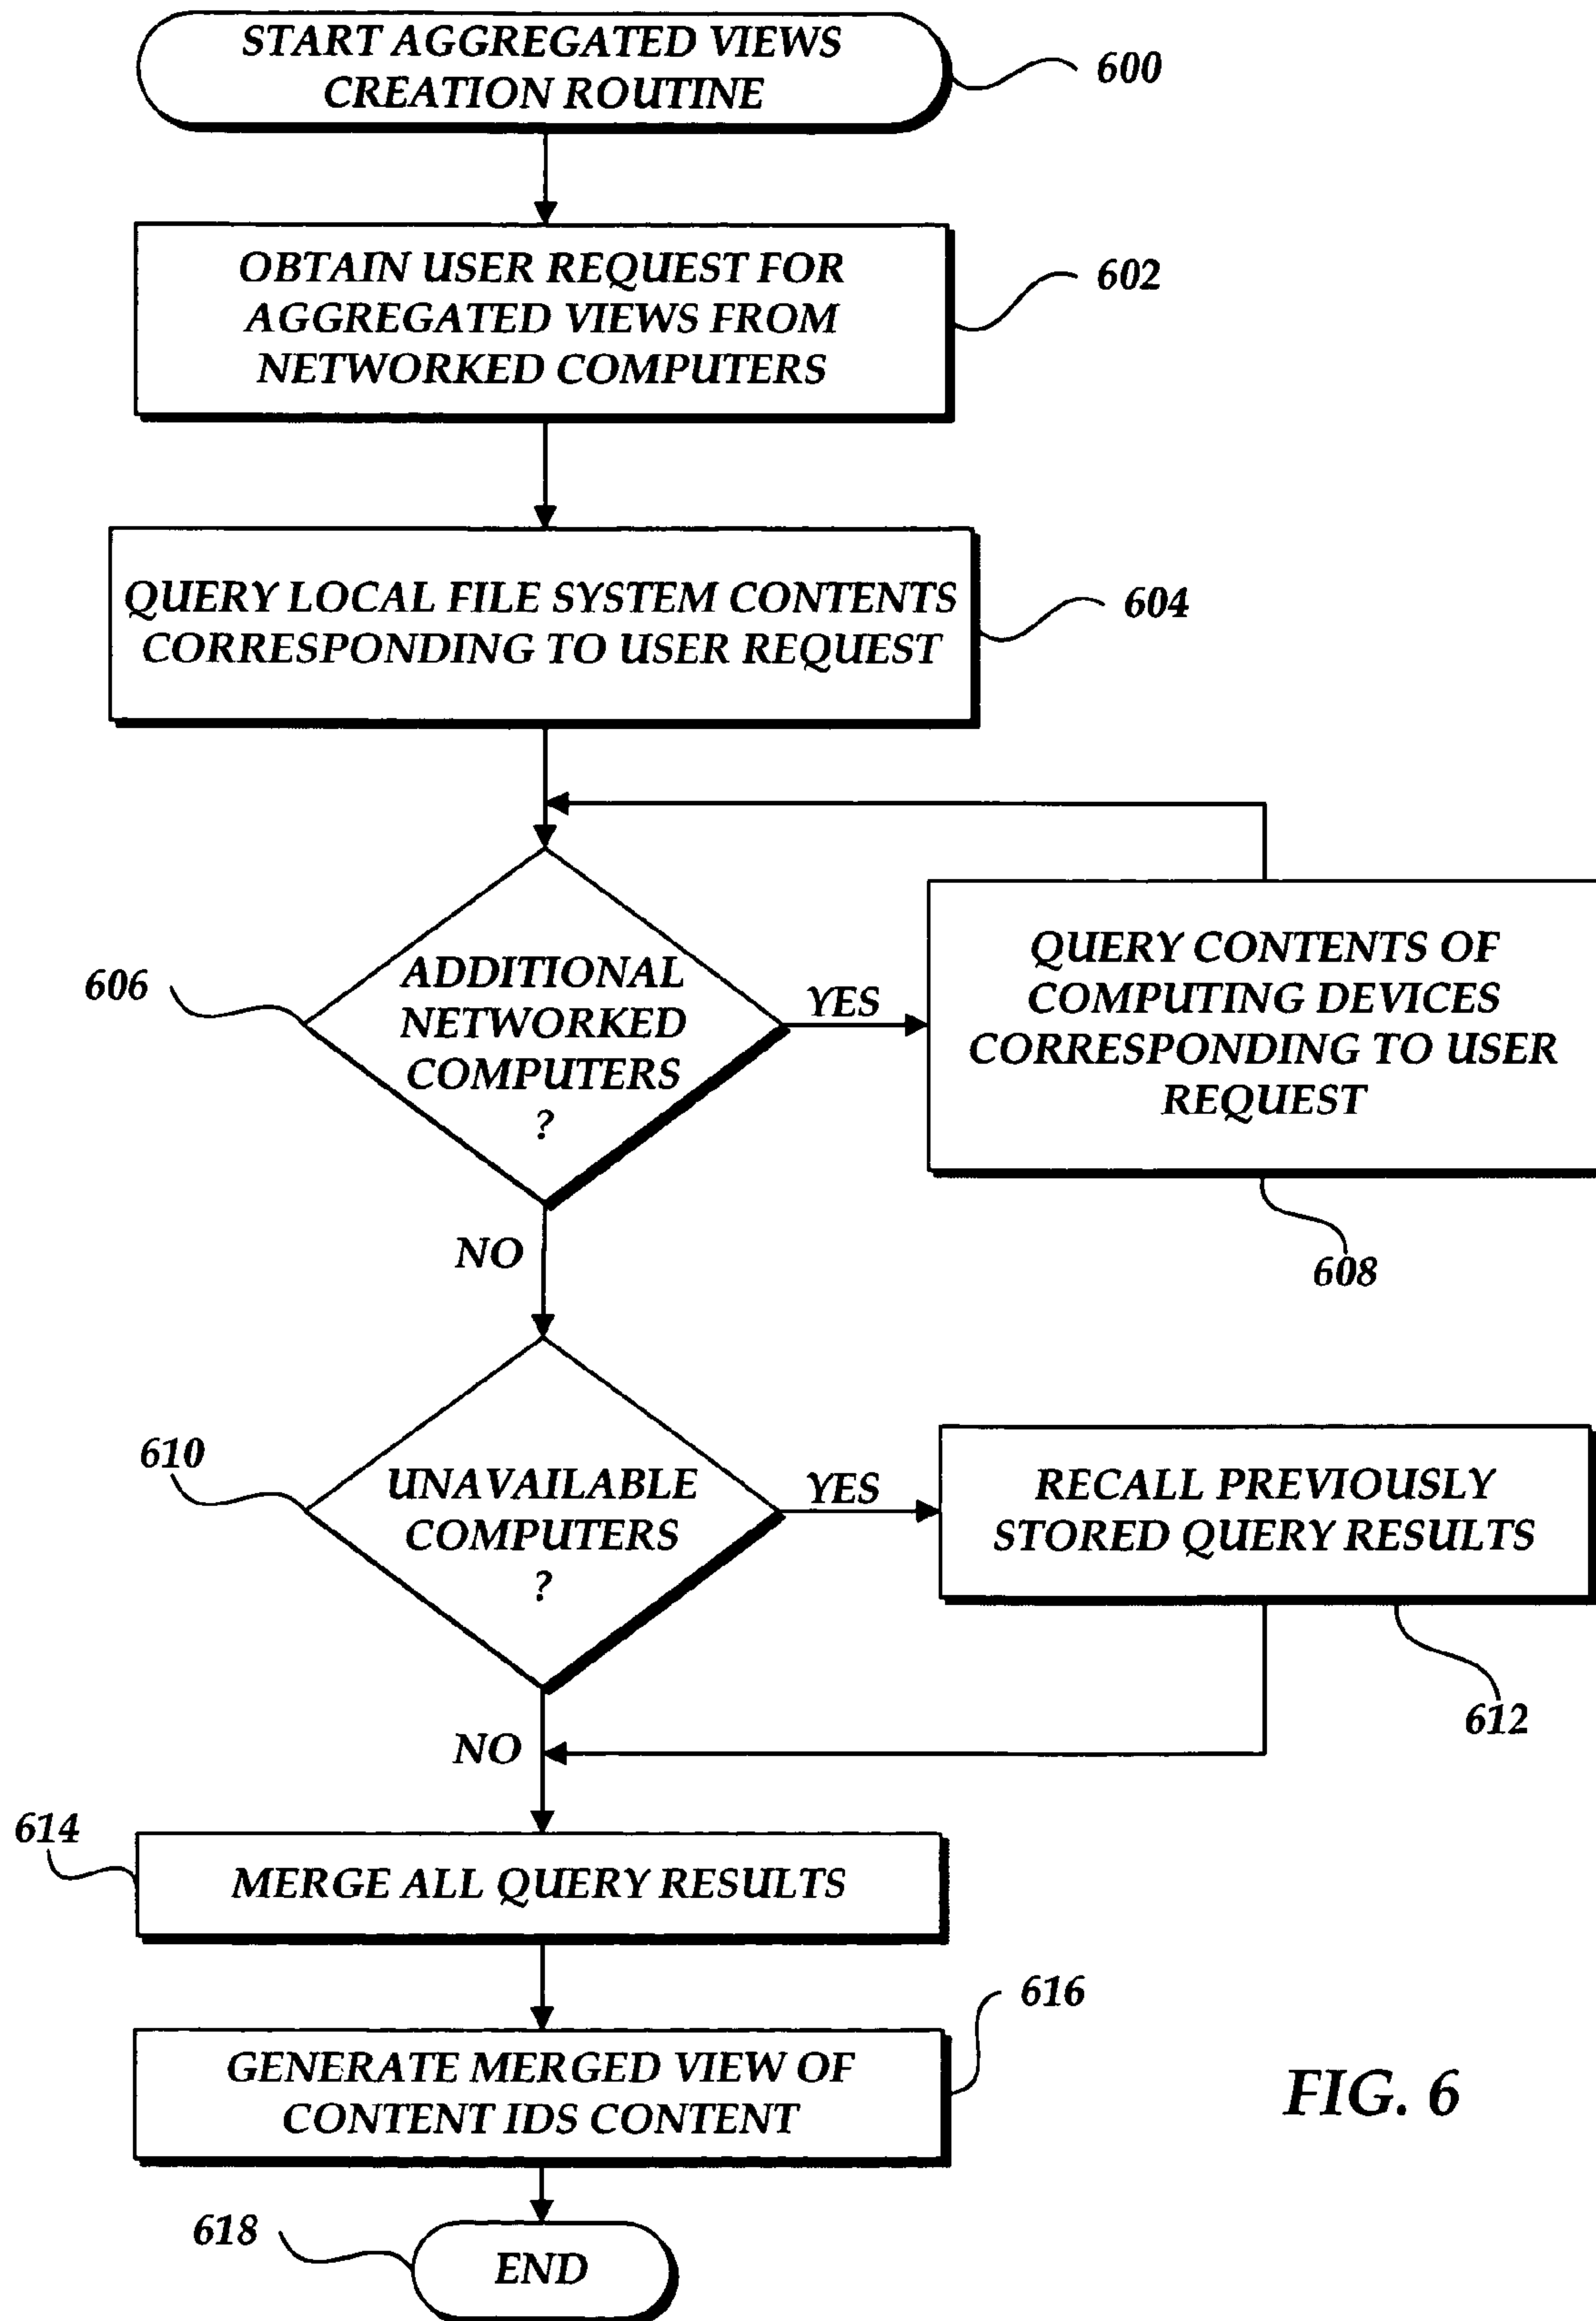 START AGGREGATED VIEWS
CREATION ROUTINE
600
OBTAIN USER REQUEST FOR
AGGREGATED VIEWS FROM
NETWORKED COMPUTERS
602
QUERY LOCAL FILE SYSTEM CONTENTS
CORRESPONDING TO USER REQUEST
604
606
ADDITIONAL
NETWORKED
COMPUTERS
?
YES
QUERY CONTENTS OF
COMPUTING DEVICES
CORRESPONDING TO USER
REQUEST
608
NO
610
UNAVAILABLE
COMPUTERS
?
YES
RECALL PREVIOUSLY
STORED QUERY RESULTS
612
NO
614
MERGE ALL QUERY RESULTS
616
GENERATE MERGED VIEW OF
CONTENT IDS CONTENT
FIG. 6
618
END